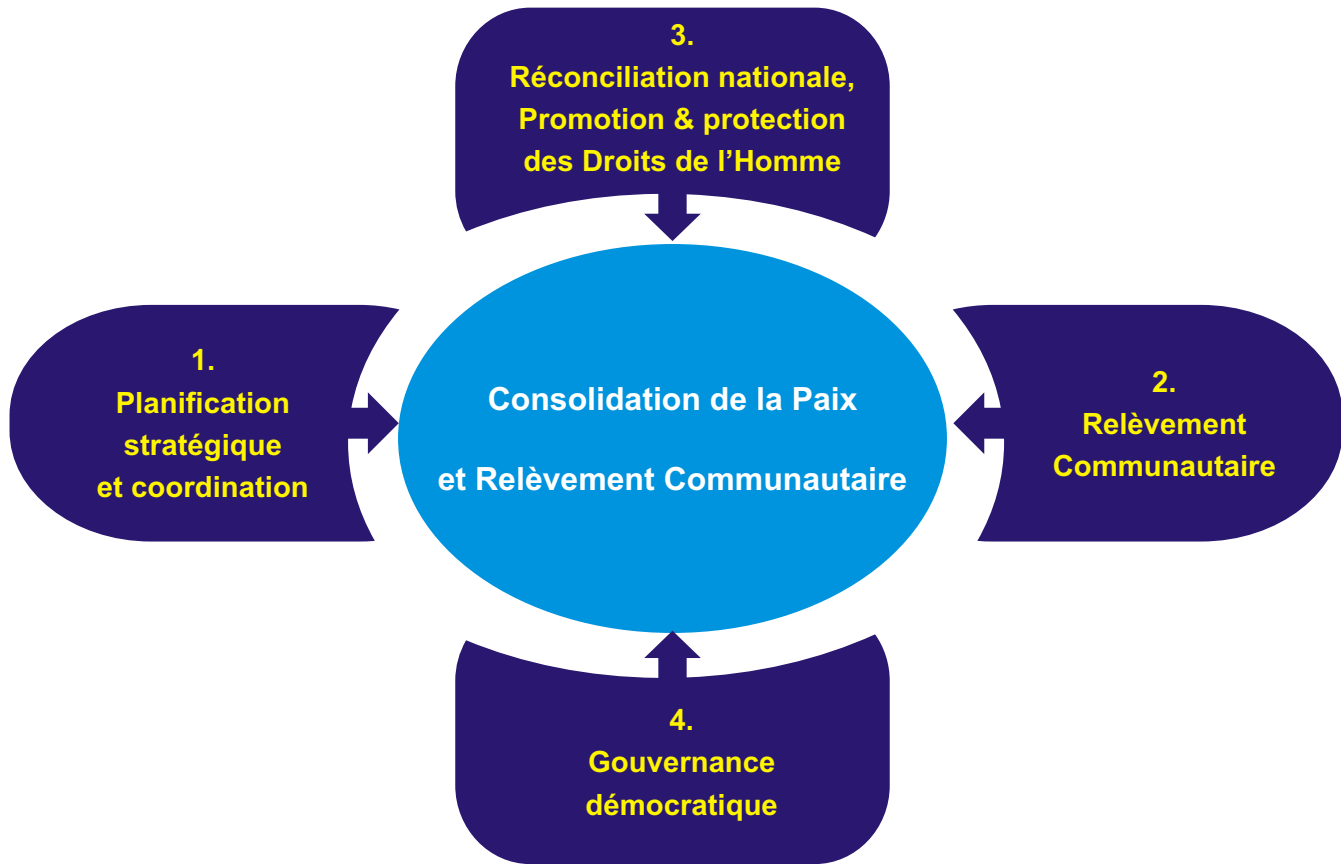 3.
Réconciliation nationale,
Promotion & protection
des Droits de l’Homme
1.
Planification
stratégique
et coordination
Consolidation de la Paix
et Relèvement Communautaire
2.
Relèvement
Communautaire
4.
Gouvernance
démocratique